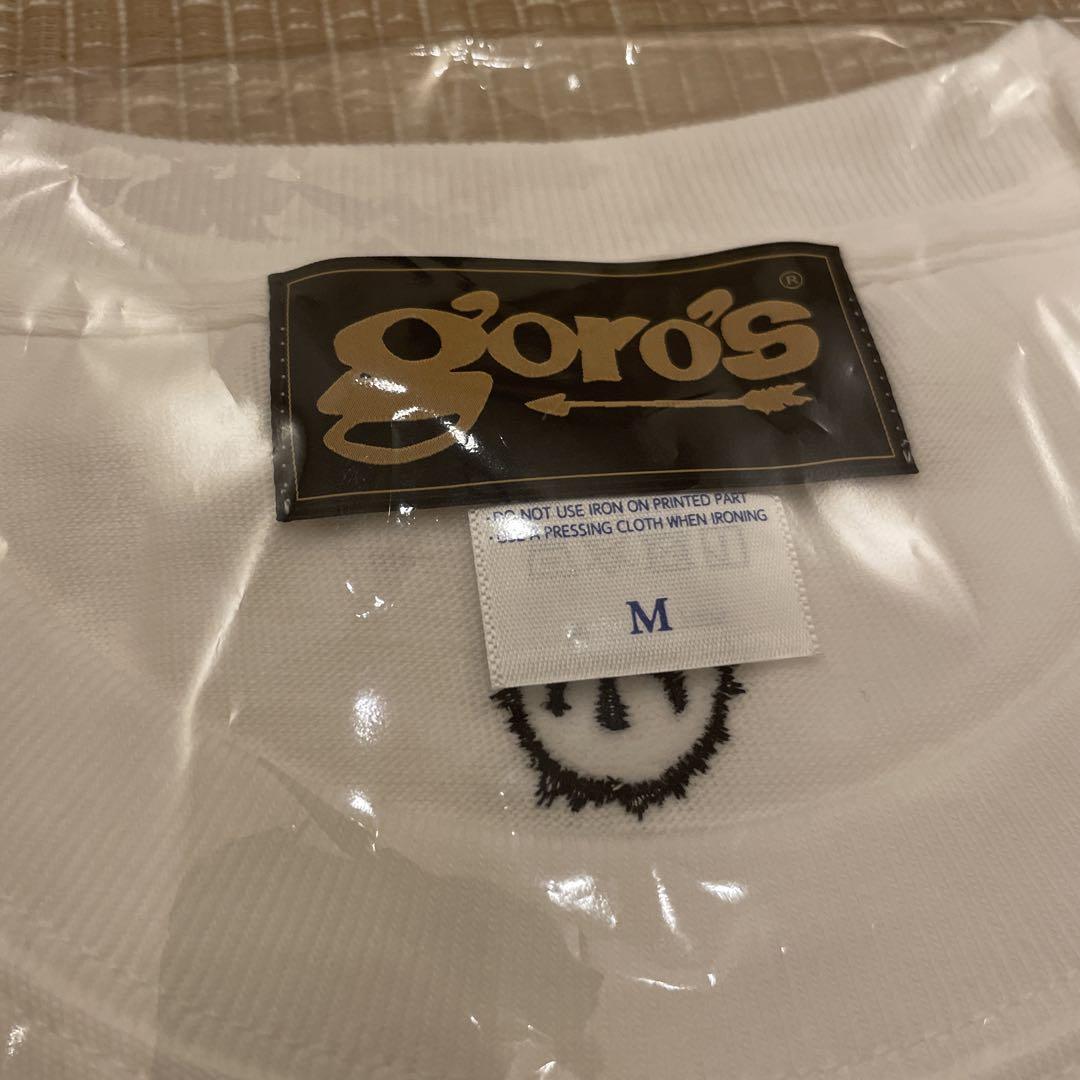 goro's ®
·DO NOT USE IRON ON PRINTED PART
·USE A PRESSING CLOTH WHEN IRONING
M